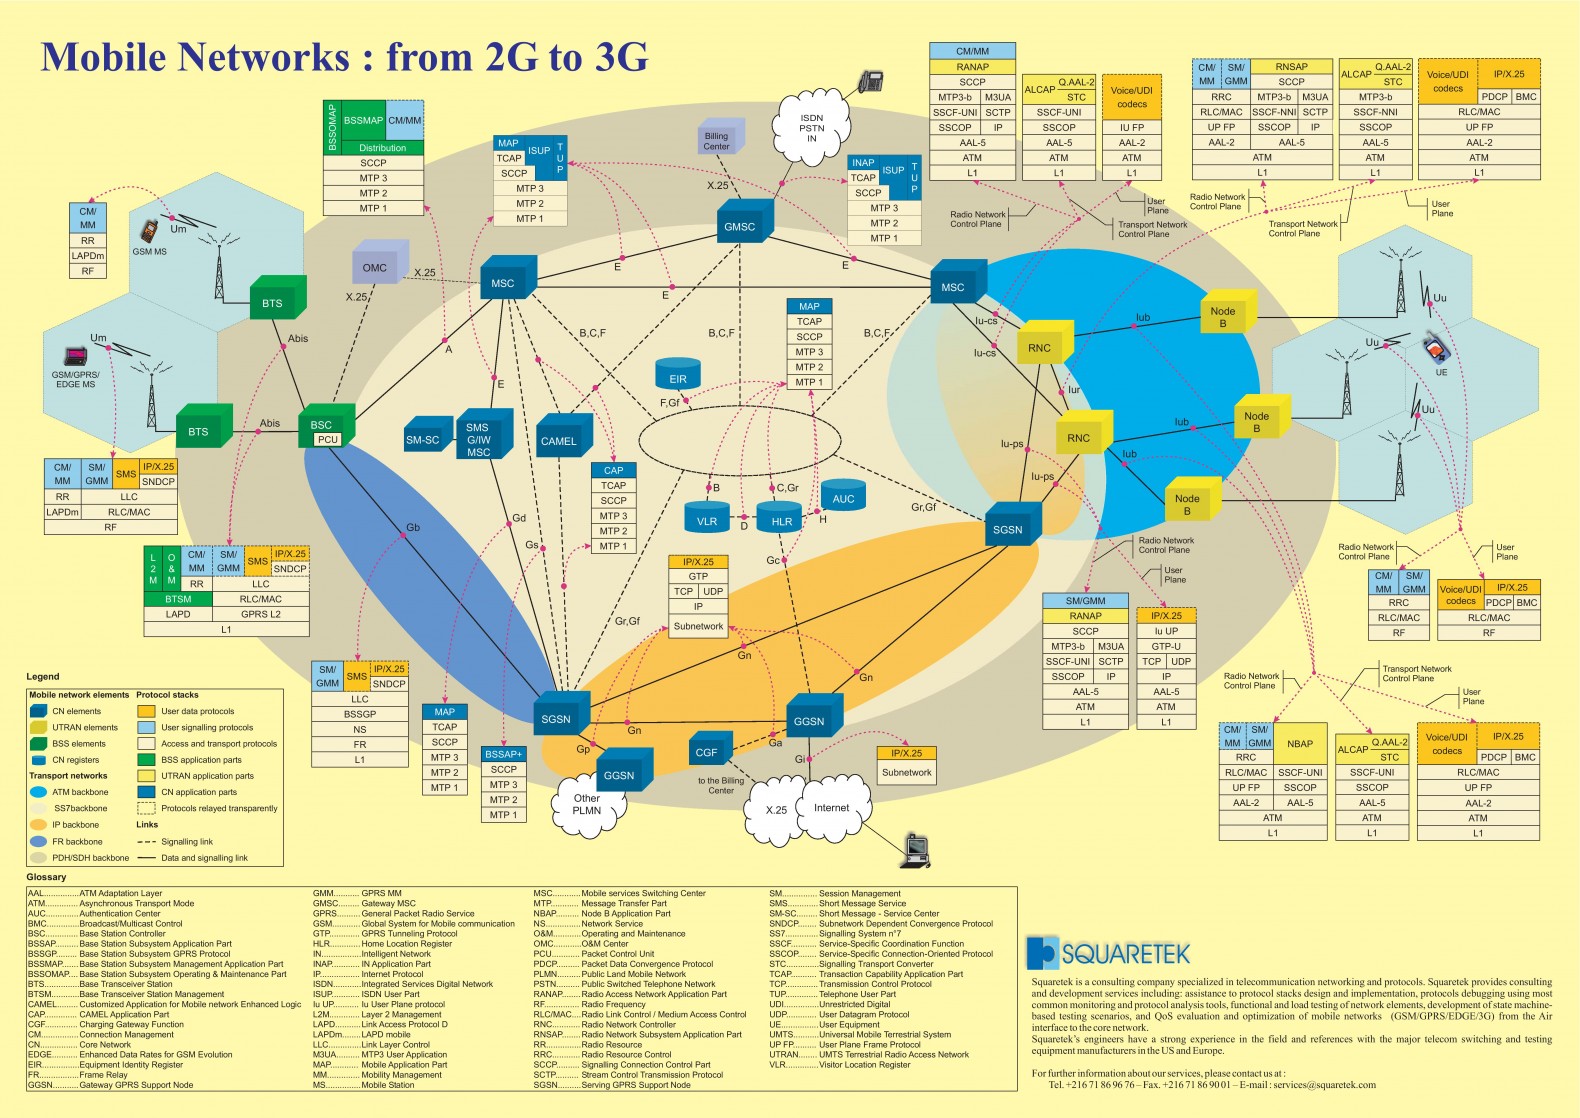 Mobile Networks : from 2G to 3G
BSSOMAP
BSSMAP
CM/MM
Distribution
SCCP
MTP 3
MTP 2
MTP 1
MAP
ISUP
TUP
TCAP
SCCP
MTP 3
MTP 2
MTP 1
Billing
Center
X.25
ISDN
PSTN
IN
INAP
ISUP
TUP
TCAP
SCCP
MTP 3
MTP 2
MTP 1
CM/MM
RANAP
SCCP
MTP3-b M3UA
SSCF-UNI SCTP
SSCOP IP
AAL-5
ATM
L1
ALCAP Q.AAL-2
STC
SSCF-UNI
SSCOP
AAL-5
ATM
L1
Voice/UDI
codecs
IU FP
AAL-2
ATM
L1
Radio Network
Control Plane
Transport Network
Control Plane
User
Plane
CM/
MM
SM/
GMM
RNSAP
SCCP
RRC MTP3-b M3UA
RLC/MAC SSCF-NNI SCTP
UP FP SSCOP IP
AAL-2 AAL-5
ATM
L1
ALCAP Q.AAL-2
STC
MTP3-b
SSCF-NNI
SSCOP
AAL-5
ATM
L1
Voice/UDI
codecs
IP/X.25
PDCP BMC
RLC/MAC
UP FP
AAL-2
ATM
L1
Radio Network
Control Plane
Transport Network
Control Plane
User
Plane
CM/
MM
RR
LAPDm
RF
Um
GSM MS
BTS
Um
GSM/GPRS/
EDGE MS
BTS
Abis
Abis
OMC
X.25
X.25
BSC
PCU
A
MSC
GMSC
MSC
E
E
E
E
B,C,F
B,C,F
B,C,F
SM-SC
SMS
G/IW
MSC
CAMEL
EIR
F,Gf
MAP
TCAP
SCCP
MTP 3
MTP 2
MTP 1
Iu-cs
Iu-cs
RNC
Iur
RNC
Iub
Iub
Iub
Node
B
Node
B
Node
B
Uu
Uu
Uu
UE
Iu-ps
Iu-ps
CAP
TCAP
SCCP
MTP 3
MTP 2
MTP 1
B
VLR
D
C,Gr
HLR
H
AUC
Gr,Gf
SGSN
Gc
Gb
Gd
Gs
Gr,Gf
IP/X.25
GTP
TCP UDP
IP
Subnetwork
Gn
Gn
Gn
SGSN
GGSN
Gp
GGSN
Other
PLMN
CGF
Ga
to the Billing
Center
Gi
X.25
Internet
IP/X.25
Subnetwork
CM/
MM
SM/
GMM
SMS
IP/X.25
SNDCP
RR LLC
LAPDm RLC/MAC
RF
L2M
O&M
CM/
MM
SM/
GMM
SMS
IP/X.25
SNDCP
RR LLC
BTSM RLC/MAC
LAPD GPRS L2
L1
SM/
GMM
SMS
IP/X.25
SNDCP
LLC
BSSGP
NS
FR
L1
MAP
TCAP
SCCP
MTP 3
MTP 2
MTP 1
BSSAP+
SCCP
MTP 3
MTP 2
MTP 1
Radio Network
Control Plane
User
Plane
SM/GMM
RANAP
SCCP
MTP3-b M3UA
SSCF-UNI SCTP
SSCOP IP
AAL-5
ATM
L1
IP/X.25
Iu UP
GTP-U
TCP UDP
IP
AAL-5
ATM
L1
Radio Network
Control Plane
User
Plane
CM/
MM
SM/
GMM
RRC
RLC/MAC
RF
Voice/UDI
codecs
IP/X.25
PDCP BMC
RLC/MAC
RF
Radio Network
Control Plane
Transport Network
Control Plane
User
Plane
CM/
MM
SM/
GMM
NBAP
RRC
RLC/MAC SSCF-UNI
UP FP SSCOP
AAL-2 AAL-5
ATM
L1
ALCAP Q.AAL-2
STC
SSCF-UNI
SSCOP
AAL-5
ATM
L1
Voice/UDI
codecs
IP/X.25
PDCP BMC
RLC/MAC
UP FP
AAL-2
ATM
L1
Legend
Mobile network elements
CN elements
UTRAN elements
BSS elements
CN registers
Transport networks
ATM backbone
SS7backbone
IP backbone
FR backbone
PDH/SDH backbone
Protocol stacks
User data protocols
User signalling protocols
Access and transport protocols
BSS application parts
UTRAN application parts
CN application parts
Protocols relayed transparently
Links
Signalling link
Data and signalling link
Glossary
AAL...............ATM Adaptation Layer
ATM..............Asynchronous Transport Mode
AUC..............Authentication Center
BMC..............Broadcast/Multicast Control
BSC..............Base Station Controller
BSSAP.........Base Station Subsystem Application Part
BSSGP.........Base Station Subsystem GPRS Protocol
BSSMAP......Base Station Subsystem Management Application Part
BSSOMAP....Base Station Subsystem Operating & Maintenance Part
BTS..............Base Transceiver Station
BTSM...........Base Transceiver Station Management
CAMEL.........Customized Application for Mobile network Enhanced Logic
CAP..............CAMEL Application Part
CGF..............Charging Gateway Function
CM................Connection Management
CN................Core Network
EDGE...........Enhanced Data Rates for GSM Evolution
EIR...............Equipment Identity Register
FR................Frame Relay
GGSN..........Gateway GPRS Support Node
GMM...........GPRS MM
GMSC.........Gateway MSC
GPRS..........General Packet Radio Service
GSM............Global System for Mobile communication
GTP............GPRS Tunneling Protocol
HLR.............Home Location Register
IN................Intelligent Network
INAP...........IN Application Part
IP................Internet Protocol
ISDN...........Integrated Services Digital Network
ISUP...........ISDN User Part
Iu UP..........Iu User Plane protocol
L2M............Layer 2 Management
LAPD..........Link Access Protocol D
LAPDm.......LAPD mobile
LLC.............Link Layer Control
M3UA..........MTP3 User Application
MAP............Mobile Application Part
MM..............Mobility Management
MS..............Mobile Station
MSC............Mobile services Switching Center
MTP............Message Transfer Part
NBAP..........Node B Application Part
NS..............Network Service
O&M...........Operating and Maintenance
OMC...........O&M Center
PCU............Packet Control Unit
PDCP..........Packet Data Convergence Protocol
PLMN..........Public Land Mobile Network
PSTN..........Public Switched Telephone Network
RANAP.......Radio Access Network Application Part
RF..............Radio Frequency
RLC/MAC...Radio Link Control / Medium Access Control
RNC............Radio Network Controller
RNSAP.......Radio Network Subsystem Application Part
RR..............Radio Resource
RRC............Radio Resource Control
SCCP..........Signalling Connection Control Part
SCTP..........Stream Control Transmission Protocol
SGSN..........Serving GPRS Support Node
SM..............Session Management
SMS............Short Message Service
SM-SC........Short Message - Service Center
SNDCP.......Subnetwork Dependent Convergence Protocol
SS7............Signalling System n°7
SSCF..........Service-Specific Coordination Function
SSCOP.......Service-Specific Connection-Oriented Protocol
STC............Signalling Transport Converter
TCAP..........Transaction Capability Application Part
TCP............Transmission Control Protocol
TUP............Telephone User Part
UDI.............Unrestricted Digital
UDP............User Datagram Protocol
UE..............User Equipment
UMTS.........Universal Mobile Terrestrial System
UP FP.........User Plane Frame Protocol
UTRAN.......UMTS Terrestrial Radio Access Network
VLR............Visitor Location Register
SQUARETEK
Squaretek is a consulting company specialized in telecommunication networking and protocols. Squaretek provides consulting
and development services including: assistance to protocol stacks design and implementation, protocols debugging using most
common monitoring and protocol analysis tools, functional and load testing of network elements, development of state machine-
based testing scenarios, and QoS evaluation and optimization of mobile networks (GSM/GPRS/EDGE/3G) from the Air
interface to the core network.
Squaretek's engineers have a strong experience in the field and references with the major telecom switching and testing
equipment manufacturers in the US and Europe.
For further information about our services, please contact us at :
Tel. +216 71 86 96 76 – Fax. +216 71 86 90 01 – E-mail : services@squaretek.com